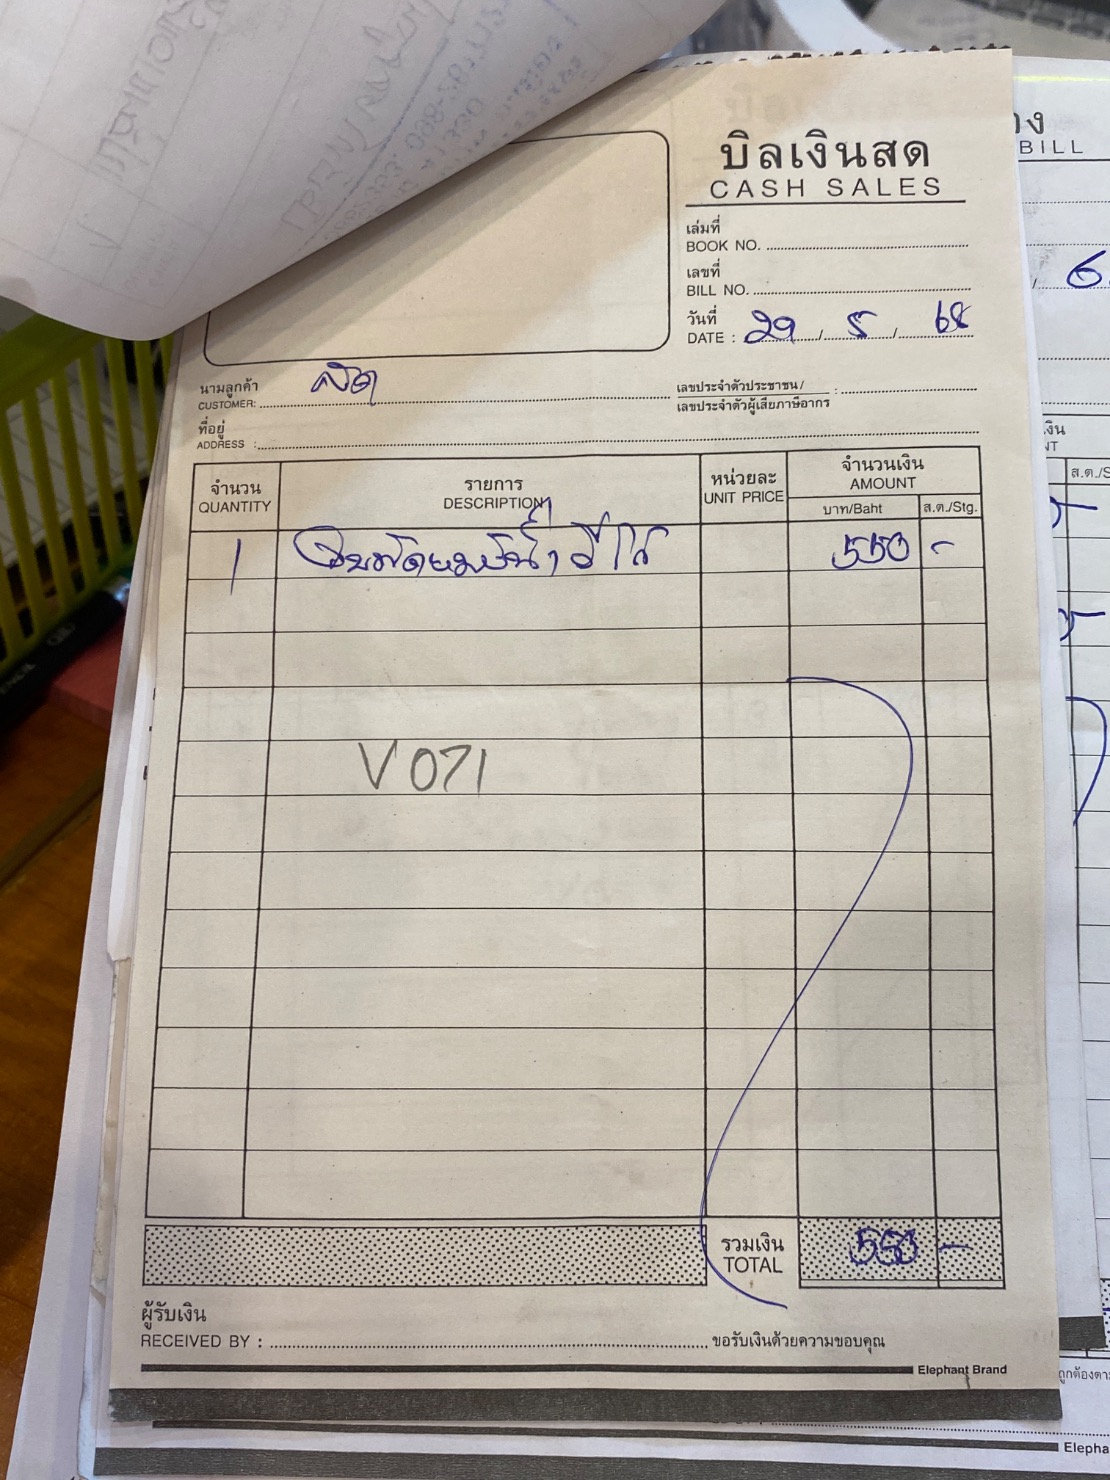 บิลเงินสด
CASH SALES
เล่มที่
BOOK NO.
เลขที่
BILL NO.
วันที่
DATE : 29 / 5 / 68
นามลูกค้า
CUSTOMER: สด
เลขประจำตัวประชาชน/ :
เลขประจำตัวผู้เสียภาษีอากร
ที่อยู่
ADDRESS :
จำนวน รายการ หน่วยละ จำนวนเงิน
QUANTITY DESCRIPTION UNIT PRICE AMOUNT
บาท/Baht ส.ต./Stg.
1 550 -
V071
รวมเงิน 550 -
TOTAL
ผู้รับเงิน
RECEIVED BY : ขอรับเงินด้วยความขอบคุณ
Elephant Brand
BILL